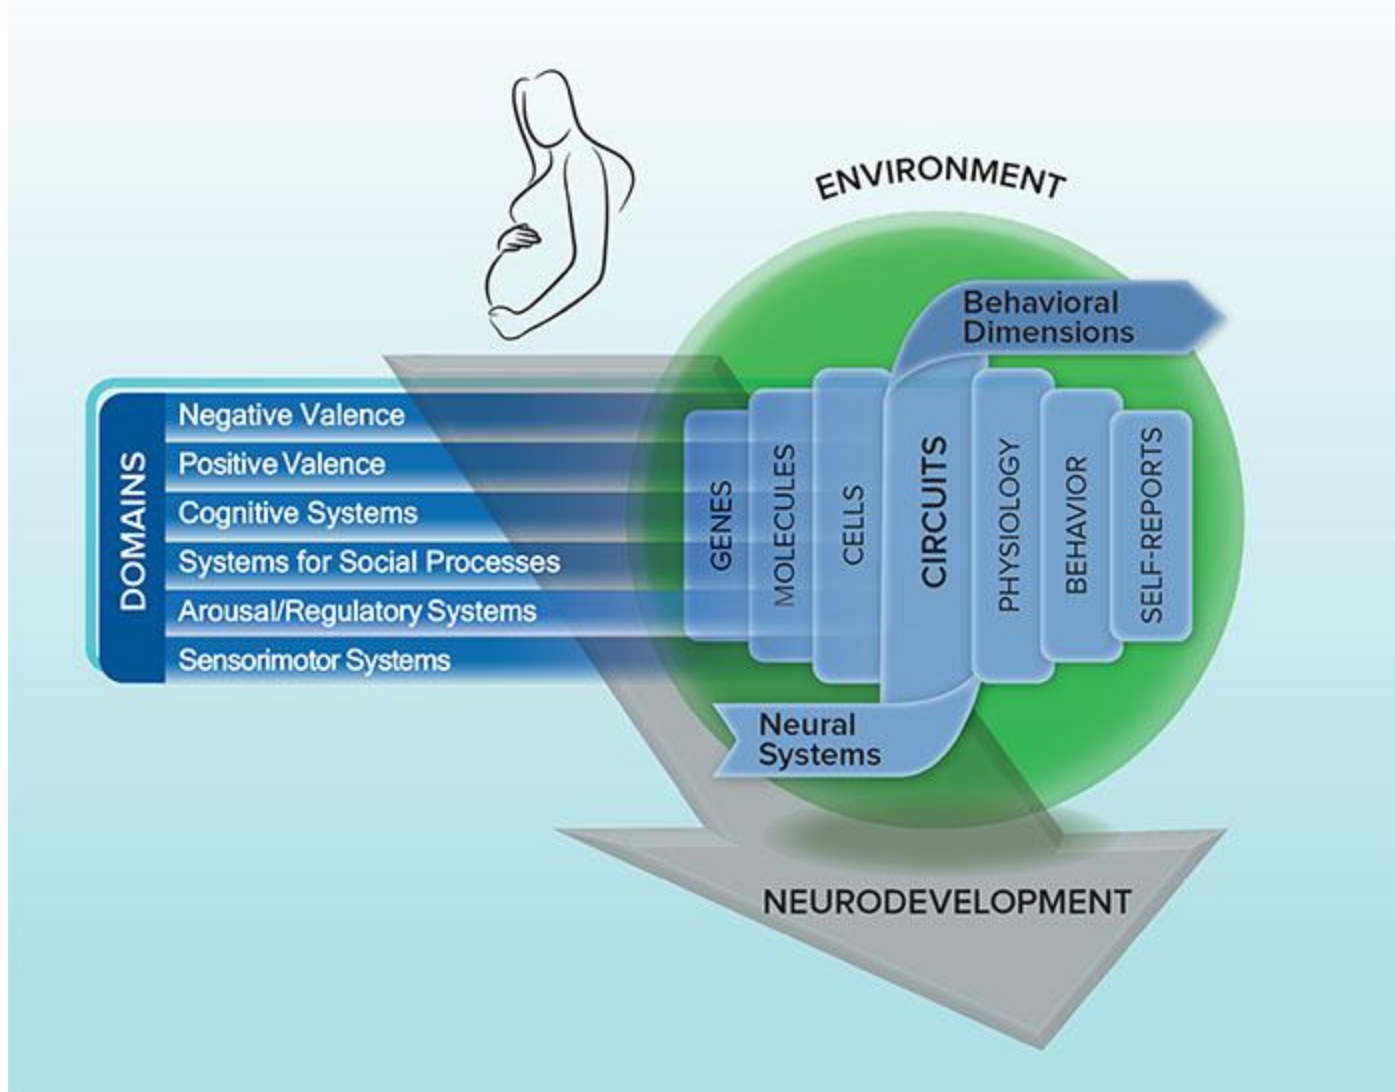 ENVIRONMENT
Behavioral
Dimensions
DOMAINS
Negative Valence
Positive Valence
Cognitive Systems
Systems for Social Processes
Arousal/Regulatory Systems
Sensorimotor Systems
GENES
MOLECULES
CELLS
CIRCUITS
PHYSIOLOGY
BEHAVIOR
SELF-REPORTS
Neural
Systems
NEURODEVELOPMENT